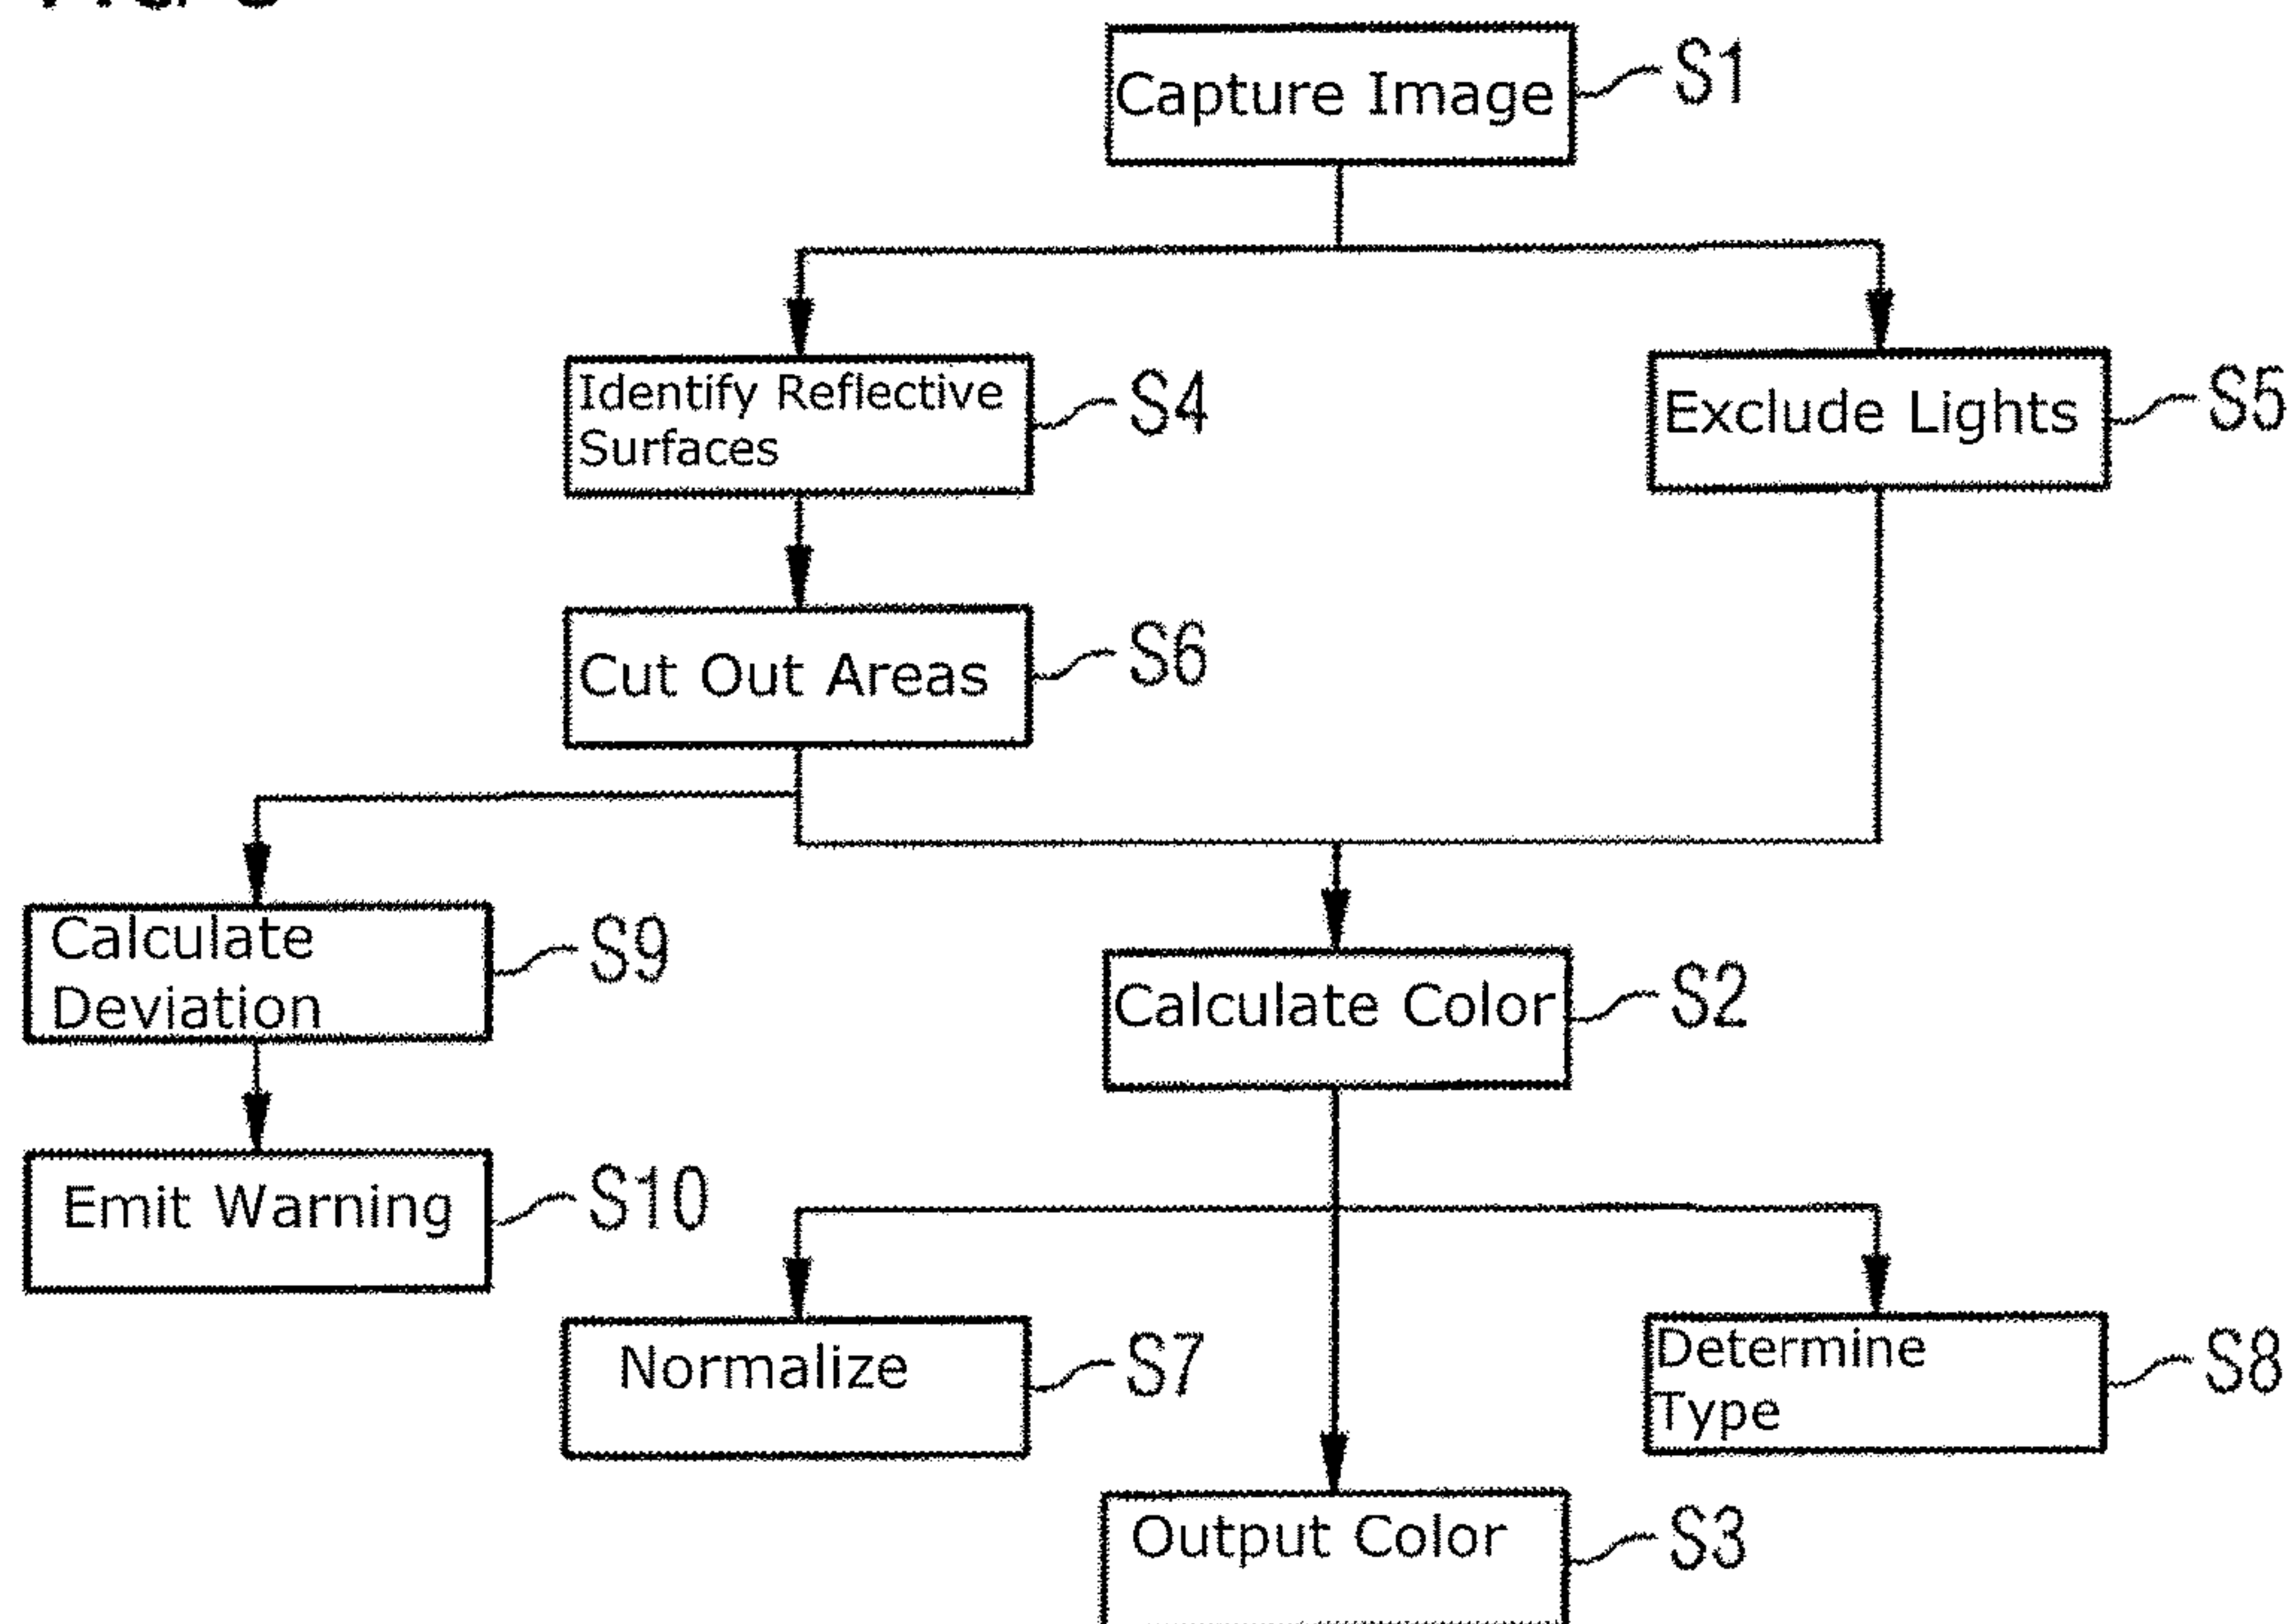 Capture Image
S1
Identify Reflective
Surfaces
S4
Exclude Lights
S5
Cut Out Areas
S6
Calculate
Deviation
S9
Calculate Color
S2
Emit Warning
S10
Normalize
S7
Determine
Type
S8
Output Color
S3